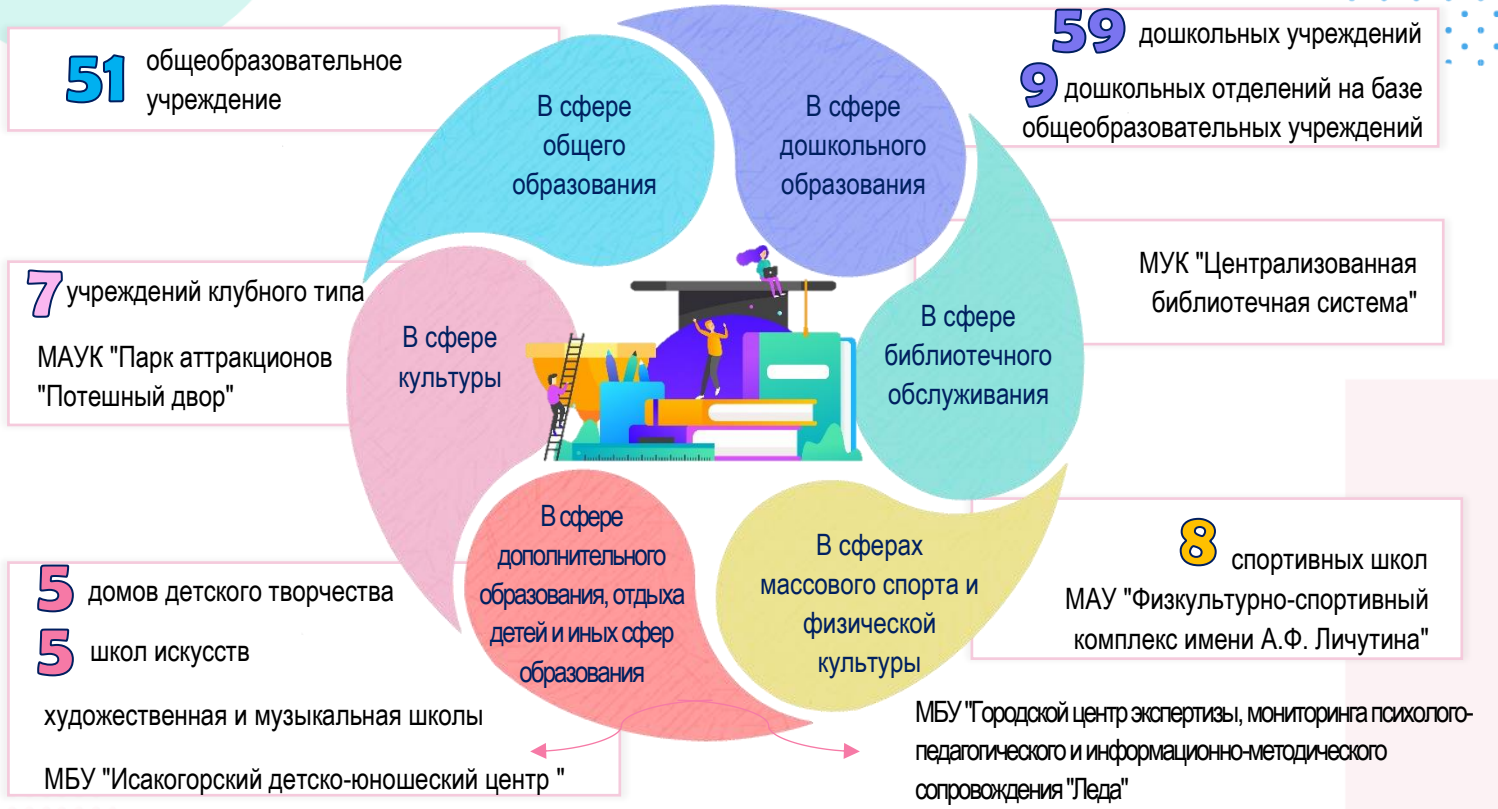 51 общеобразовательное
учреждение
59 дошкольных учреждений
9 дошкольных отделений на базе
общеобразовательных учреждений
В сфере
общего
образования
В сфере
дошкольного
образования
7 учреждений клубного типа
МАУК "Парк аттракционов
"Потешный двор"
В сфере
культуры
В сфере
библиотечного
обслуживания
МУК "Централизованная
библиотечная система"
5 домов детского творчества
5 школ искусств
художественная и музыкальная школы
МБУ "Исакогорский детско-юношеский центр "
В сфере
дополнительного
образования, отдыха
детей и иных сфер
образования
В сферах
массового спорта и
физической
культуры
8 спортивных школ
МАУ "Физкультурно-спортивный
комплекс имени А.Ф. Личутина"
МБУ "Городской центр экспертизы, мониторинга психолого-
педагогического и информационно-методического
сопровождения "Леда"